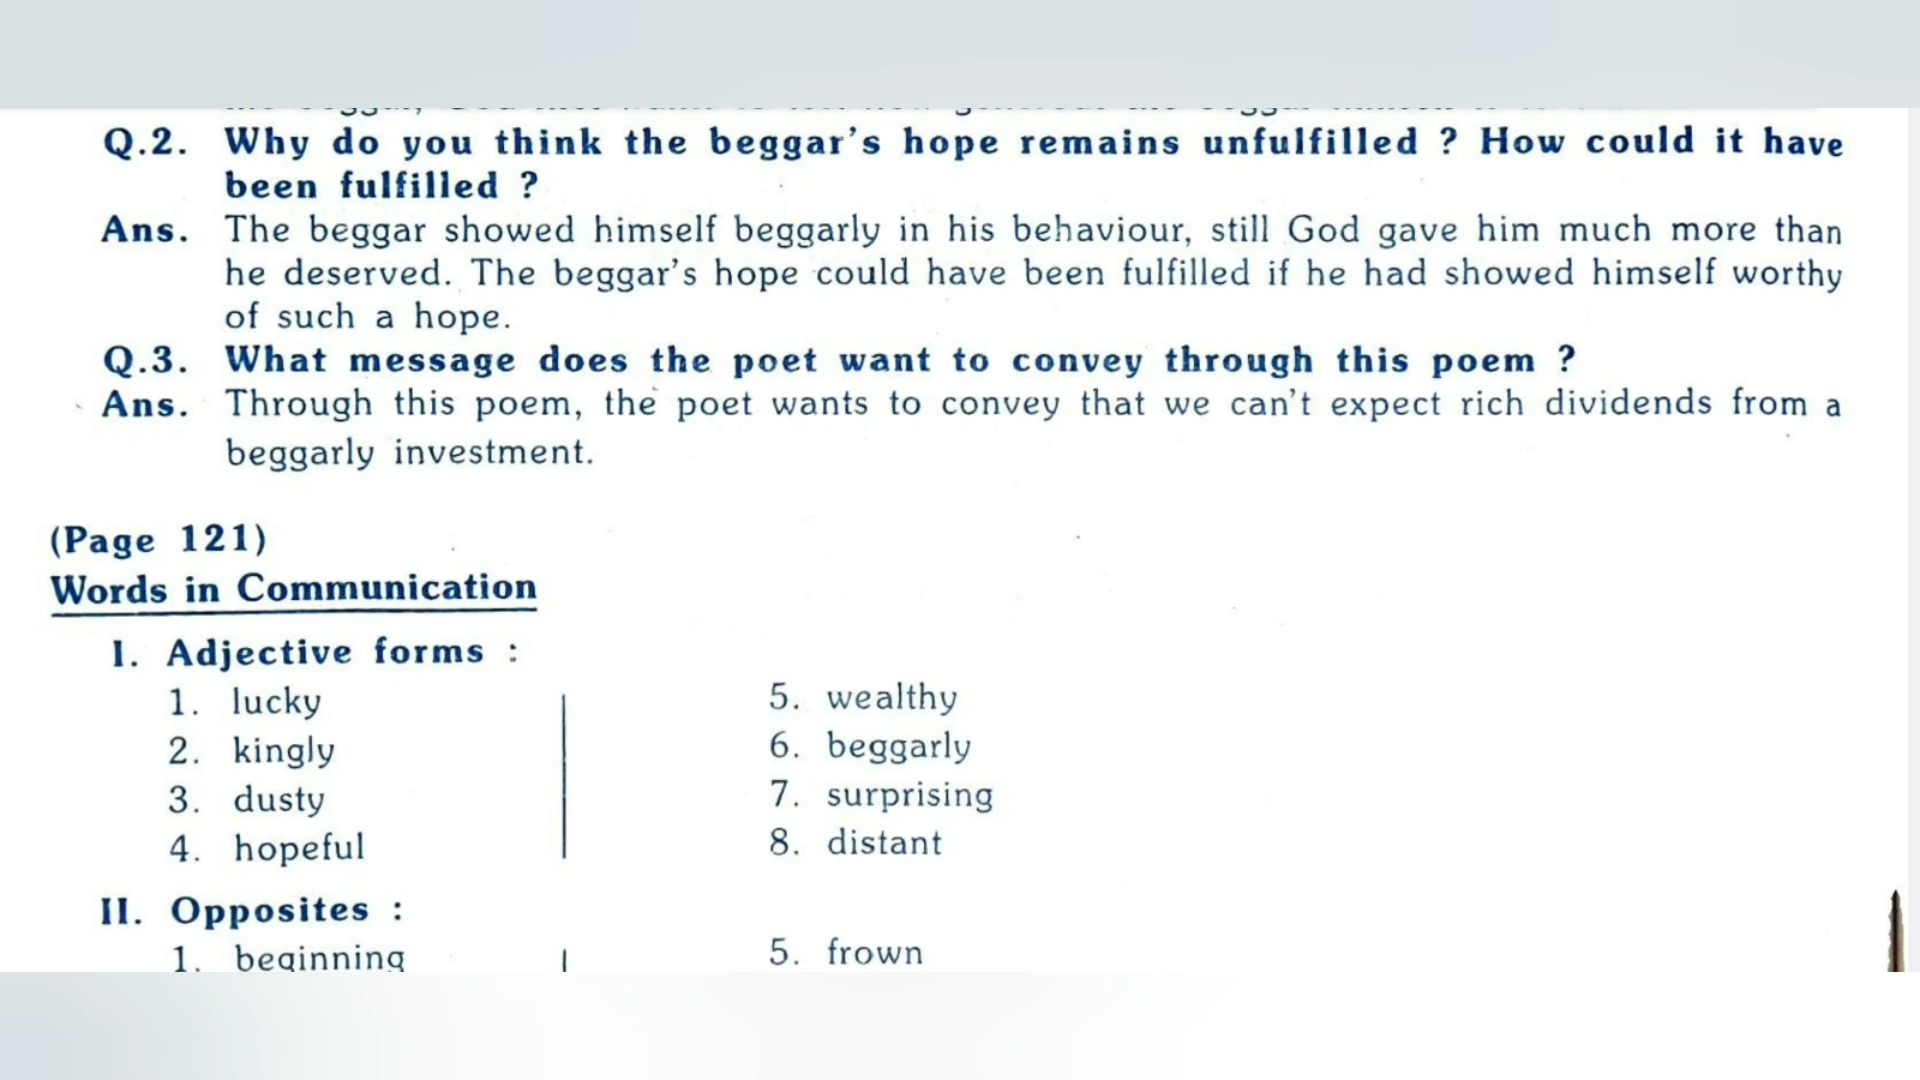 Q.2. Why do you think the beggar's hope remains unfulfilled ? How could it have
been fulfilled ?
Ans. The beggar showed himself beggarly in his behaviour, still God gave him much more than
he deserved. The beggar's hope could have been fulfilled if he had showed himself worthy
of such a hope.
Q.3. What message does the poet want to convey through this poem ?
Ans. Through this poem, the poet wants to convey that we can't expect rich dividends from a
beggarly investment.
(Page 121)
Words in Communication
I. Adjective forms :
1. lucky
2. kingly
3. dusty
4. hopeful
5. wealthy
6. beggarly
7. surprising
8. distant
II. Opposites :
1. beginning
5. frown